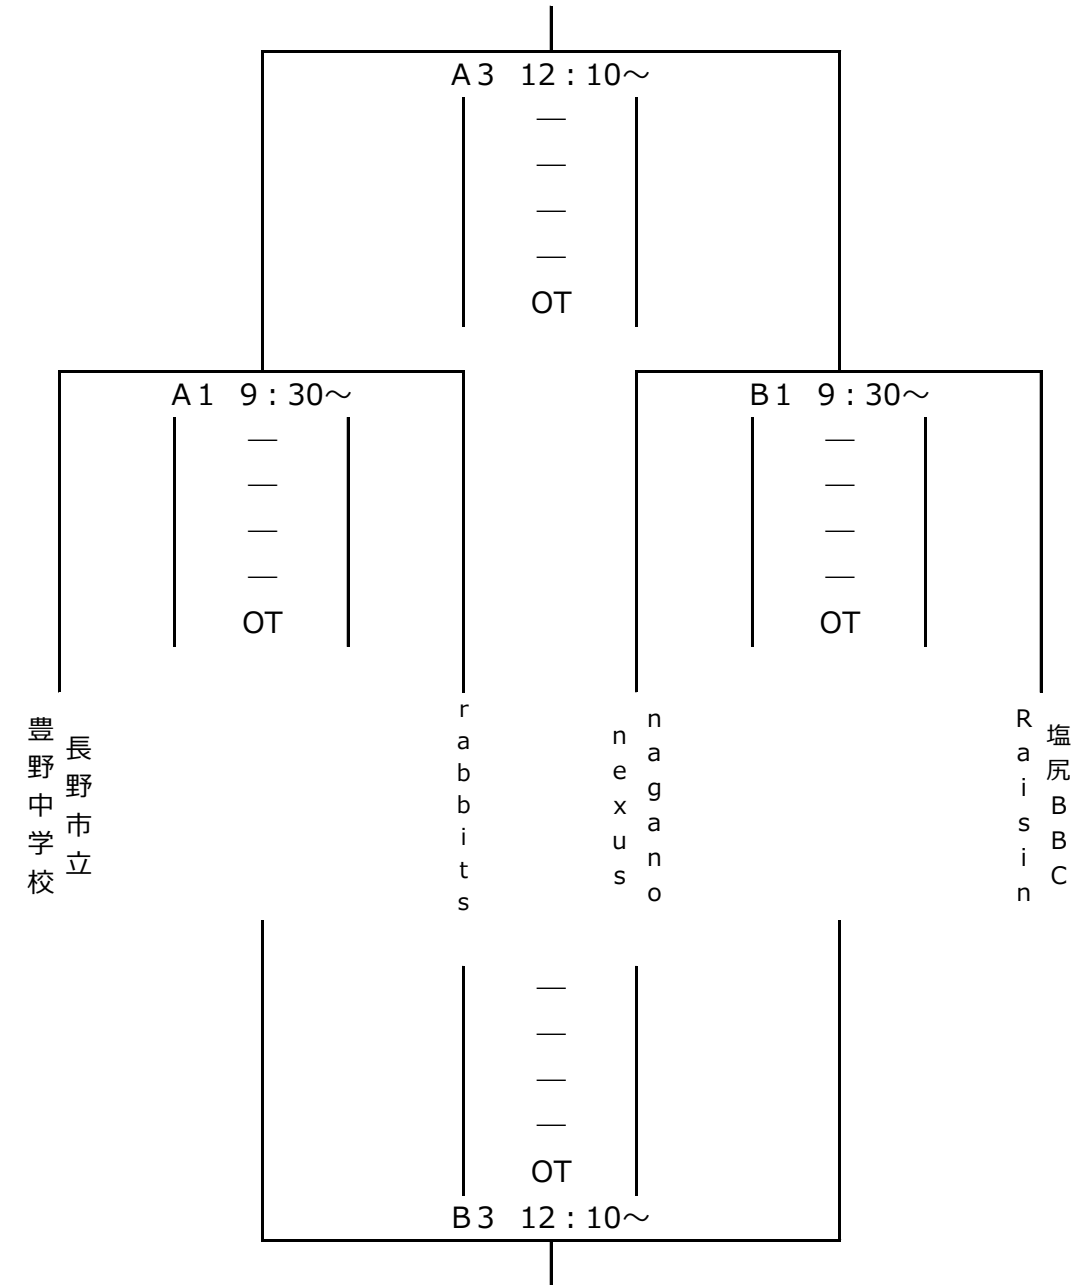 A3 12：10～
―
―
―
―
OT
A1 9：30～
―
―
―
―
OT
B1 9：30～
―
―
―
―
OT
長野市立
豊野中学校
rabbits
nagano
nexus
塩尻BBC
Raisin
―
―
―
―
OT
B3 12：10～